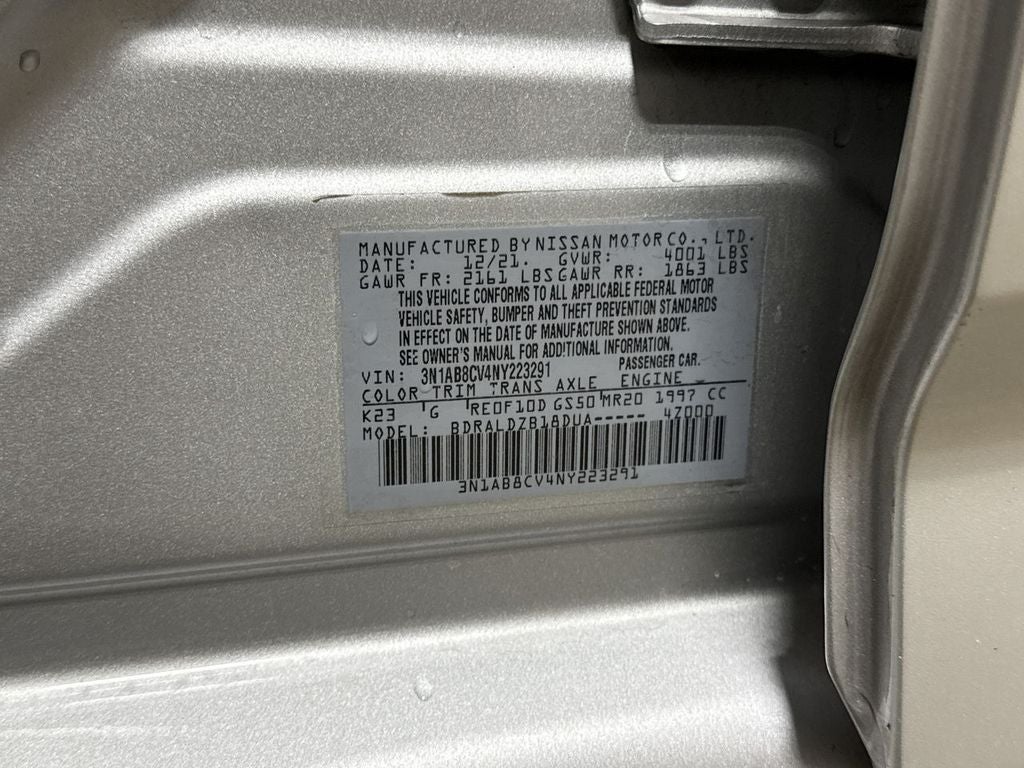 MANUFACTURED BY NISSAN MOTOR CO., LTD.
DATE: 12/21. GVWR: 4001 LBS
GAWR FR: 2161 LBS GAWR RR: 1863 LBS
THIS VEHICLE CONFORMS TO ALL APPLICABLE FEDERAL MOTOR
VEHICLE SAFETY, BUMPER AND THEFT PREVENTION STANDARDS
IN EFFECT ON THE DATE OF MANUFACTURE SHOWN ABOVE.
SEE OWNER'S MANUAL FOR ADDITIONAL INFORMATION.
VIN: 3N1AB8CV4NY223291 PASSENGER CAR.
COLOR TRIM TRANS AXLE ENGINE
K23 G RE0F10D GS50 MR20 1997 CC
MODEL: BDRALDZB18DUA----- 4Z000
3N1AB8CV4NY223291